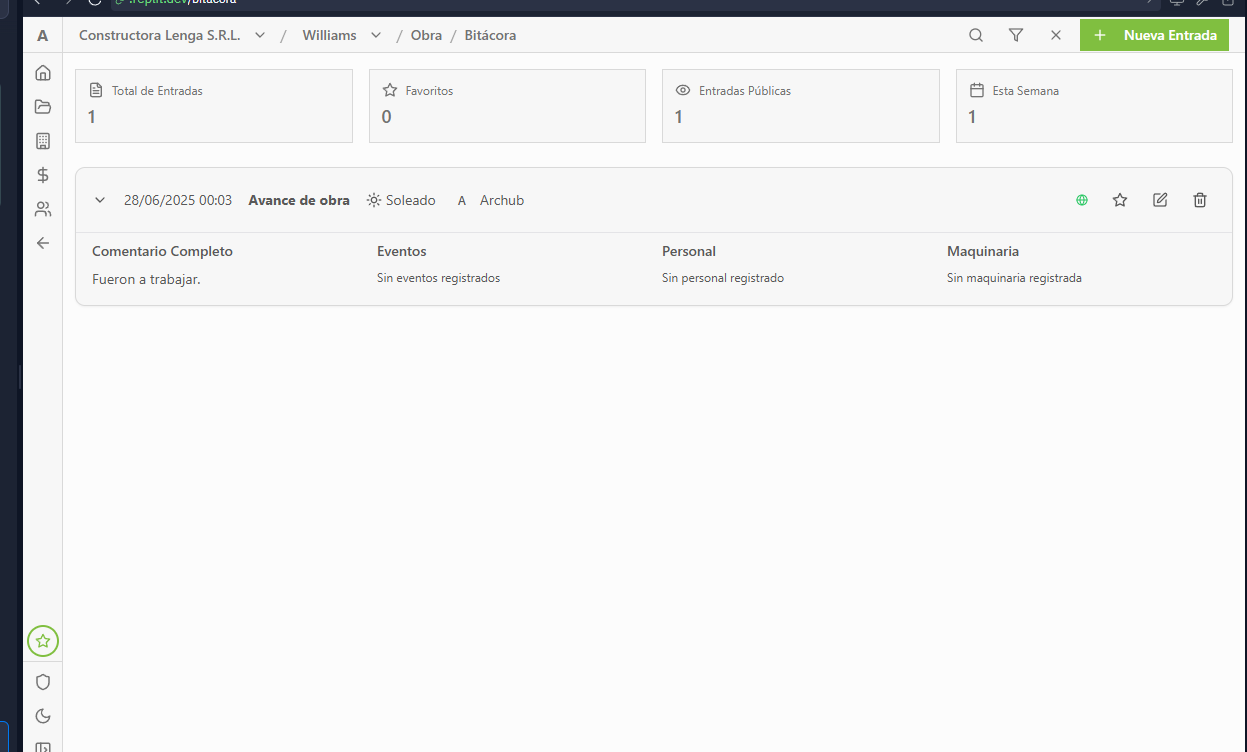 .replit.dev/bitacora
A Constructora Lenga S.R.L. / Williams / Obra / Bitácora + Nueva Entrada
Total de Entradas Favoritos Entradas Públicas Esta Semana
1 0 1 1
28/06/2025 00:03 Avance de obra Soleado A Archub
Comentario Completo Eventos Personal Maquinaria
Fueron a trabajar. Sin eventos registrados Sin personal registrado Sin maquinaria registrada